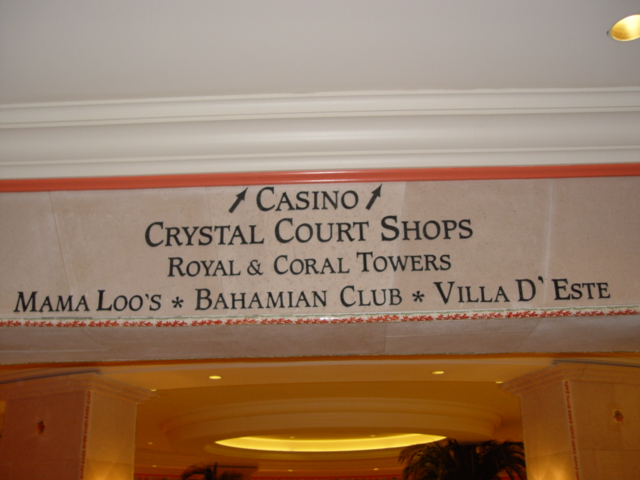 CASINO
CRYSTAL COURT SHOPS
ROYAL & CORAL TOWERS
MAMA LOO'S * BAHAMIAN CLUB * VILLA D'ESTE